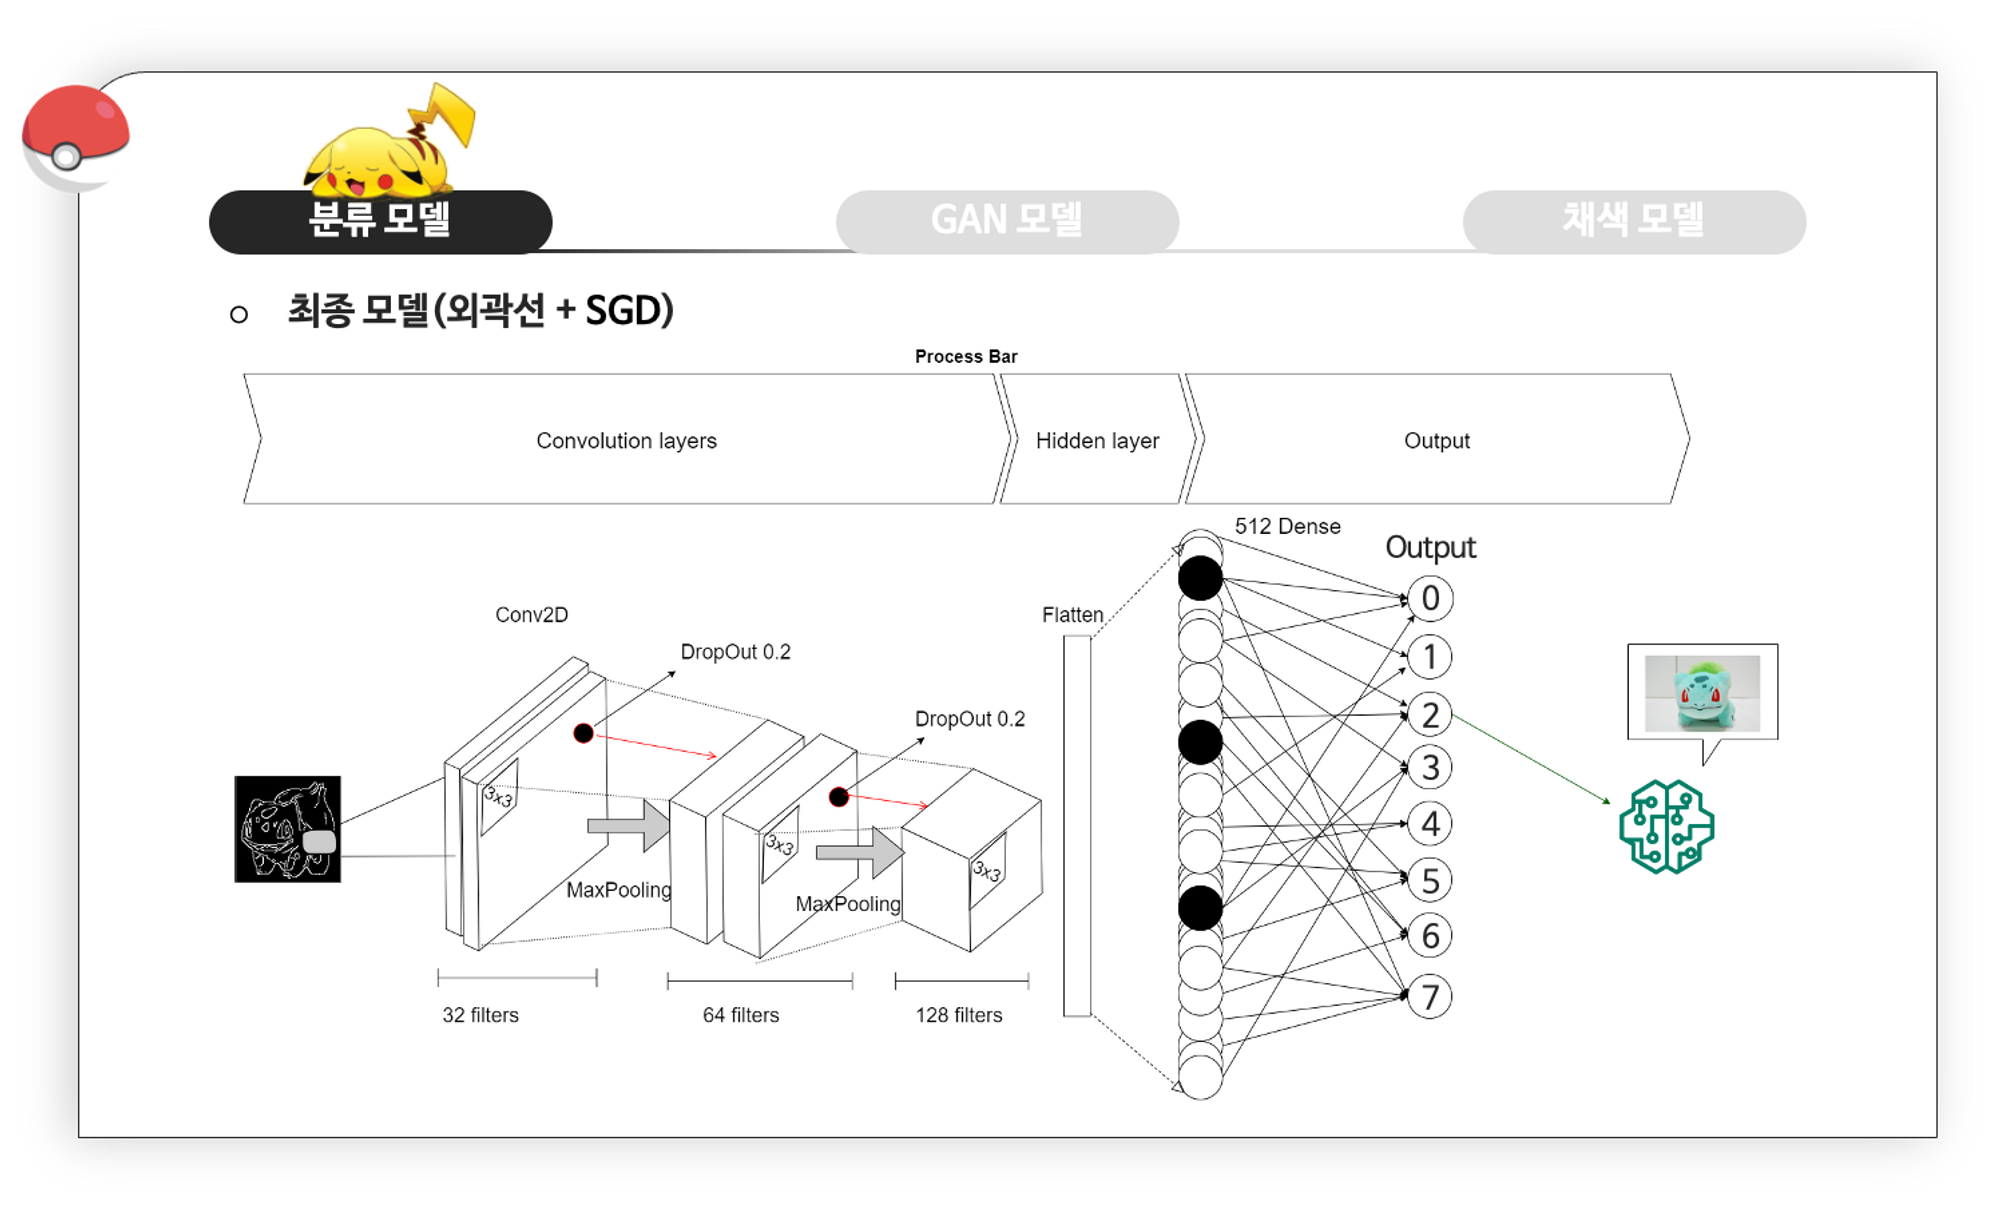 분류 모델
GAN 모델
채색 모델
최종 모델(외곽선 + SGD)
Process Bar
Convolution layers
Hidden layer
Output
512 Dense
Output
Conv2D
DropOut 0.2
DropOut 0.2
Flatten
3x3
3x3
3x3
MaxPooling
MaxPooling
32 filters
64 filters
128 filters
0
1
2
3
4
5
6
7